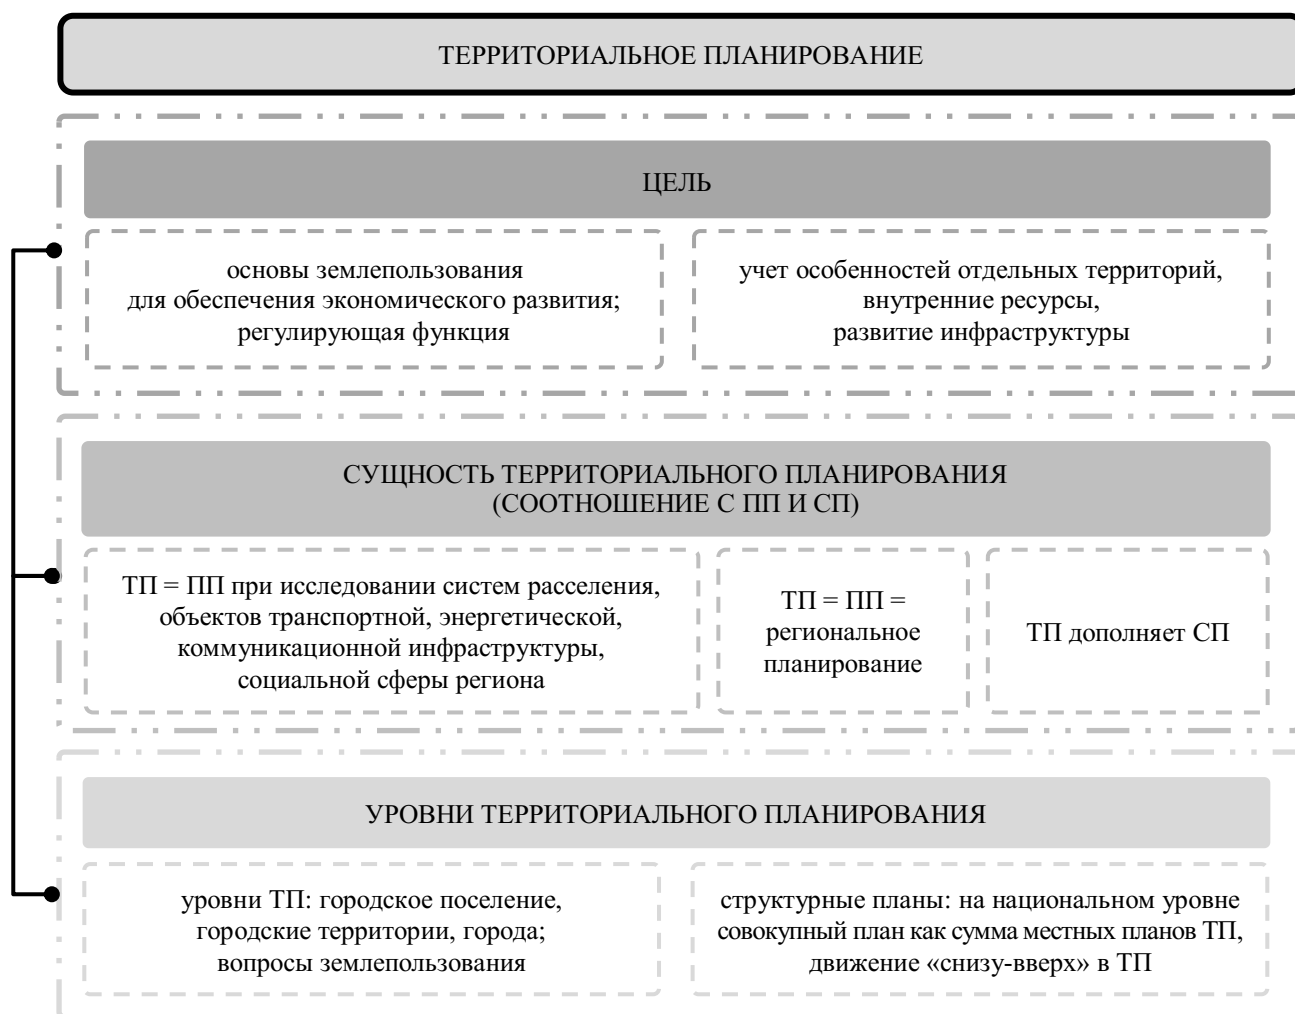 ТЕРРИТОРИАЛЬНОЕ ПЛАНИРОВАНИЕ
ЦЕЛЬ
основы землепользования
для обеспечения экономического развития;
регулирующая функция
учет особенностей отдельных территорий,
внутренние ресурсы,
развитие инфраструктуры
СУЩНОСТЬ ТЕРРИТОРИАЛЬНОГО ПЛАНИРОВАНИЯ
(СООТНОШЕНИЕ С ПП И СП)
ТП = ПП при исследовании систем расселения,
объектов транспортной, энергетической,
коммуникационной инфраструктуры,
социальной сферы региона
ТП = ПП =
региональное
планирование
ТП дополняет СП
УРОВНИ ТЕРРИТОРИАЛЬНОГО ПЛАНИРОВАНИЯ
уровни ТП: городское поселение,
городские территории, города;
вопросы землепользования
структурные планы: на национальном уровне
совокупный план как сумма местных планов ТП,
движение «снизу-вверх» в ТП